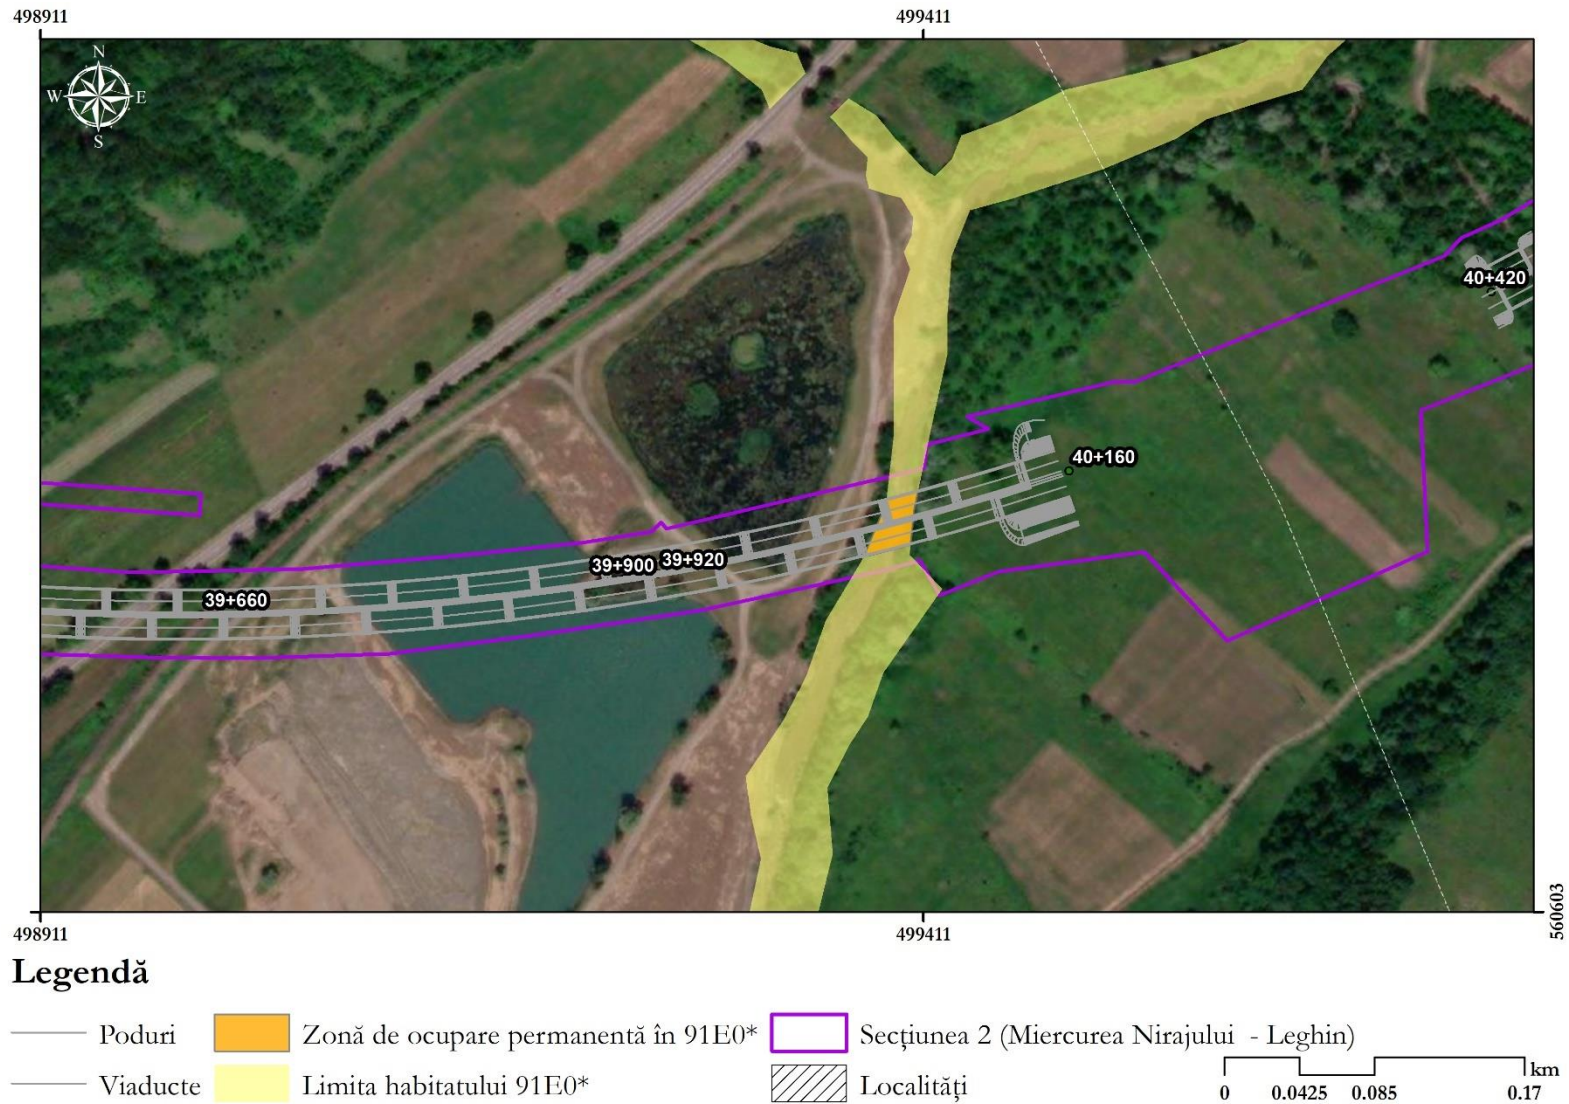 498911 499411
N
W E
S
40+420
40+160
39+900 39+920
39+660
560603
498911 499411
Legendă
Poduri Zonă de ocupare permanentă în 91E0* Secțiunea 2 (Miercurea Nirajului - Leghin)
Viaducte Limita habitatului 91E0* Localități
km
0 0.0425 0.085 0.17